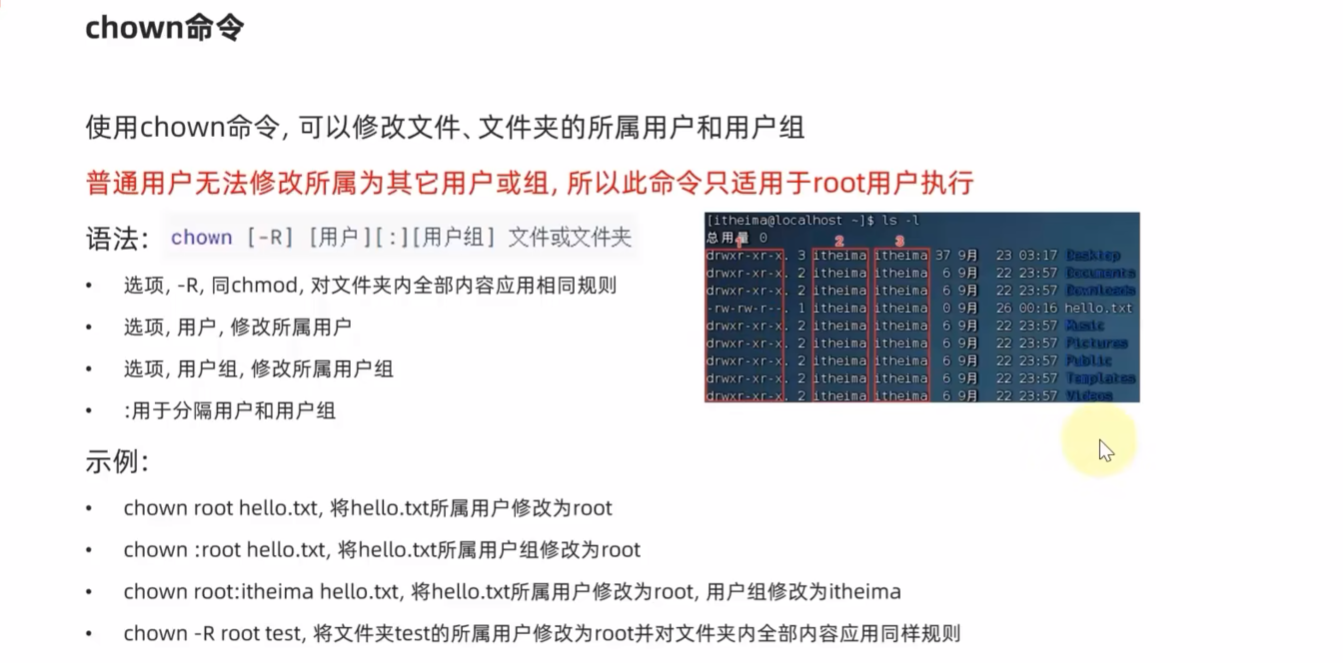 chown命令
使用chown命令, 可以修改文件、文件夹的所属用户和用户组
普通用户无法修改所属为其它用户或组, 所以此命令只适用于root用户执行
语法: chown [-R] [用户][:][用户组] 文件或文件夹
• 选项, -R, 同chmod, 对文件夹内全部内容应用相同规则
• 选项, 用户, 修改所属用户
• 选项, 用户组, 修改所属用户组
• :用于分隔用户和用户组
[itheima@localhost ~]$ ls -l
总用量 0
1 2 3
drwxr-xr-x. 3 itheima itheima 37 9月 23 03:17 Desktop
drwxr-xr-x. 2 itheima itheima 6 9月 22 23:57 Documents
drwxr-xr-x. 2 itheima itheima 6 9月 22 23:57 Downloads
-rw-rw-r--. 1 itheima itheima 0 9月 26 00:16 hello.txt
drwxr-xr-x. 2 itheima itheima 6 9月 22 23:57 Music
drwxr-xr-x. 2 itheima itheima 6 9月 22 23:57 Pictures
drwxr-xr-x. 2 itheima itheima 6 9月 22 23:57 Public
drwxr-xr-x. 2 itheima itheima 6 9月 22 23:57 Templates
drwxr-xr-x. 2 itheima itheima 6 9月 22 23:57 Videos
示例:
• chown root hello.txt, 将hello.txt所属用户修改为root
• chown :root hello.txt, 将hello.txt所属用户组修改为root
• chown root:itheima hello.txt, 将hello.txt所属用户修改为root, 用户组修改为itheima
• chown -R root test, 将文件夹test的所属用户修改为root并对文件夹内全部内容应用同样规则